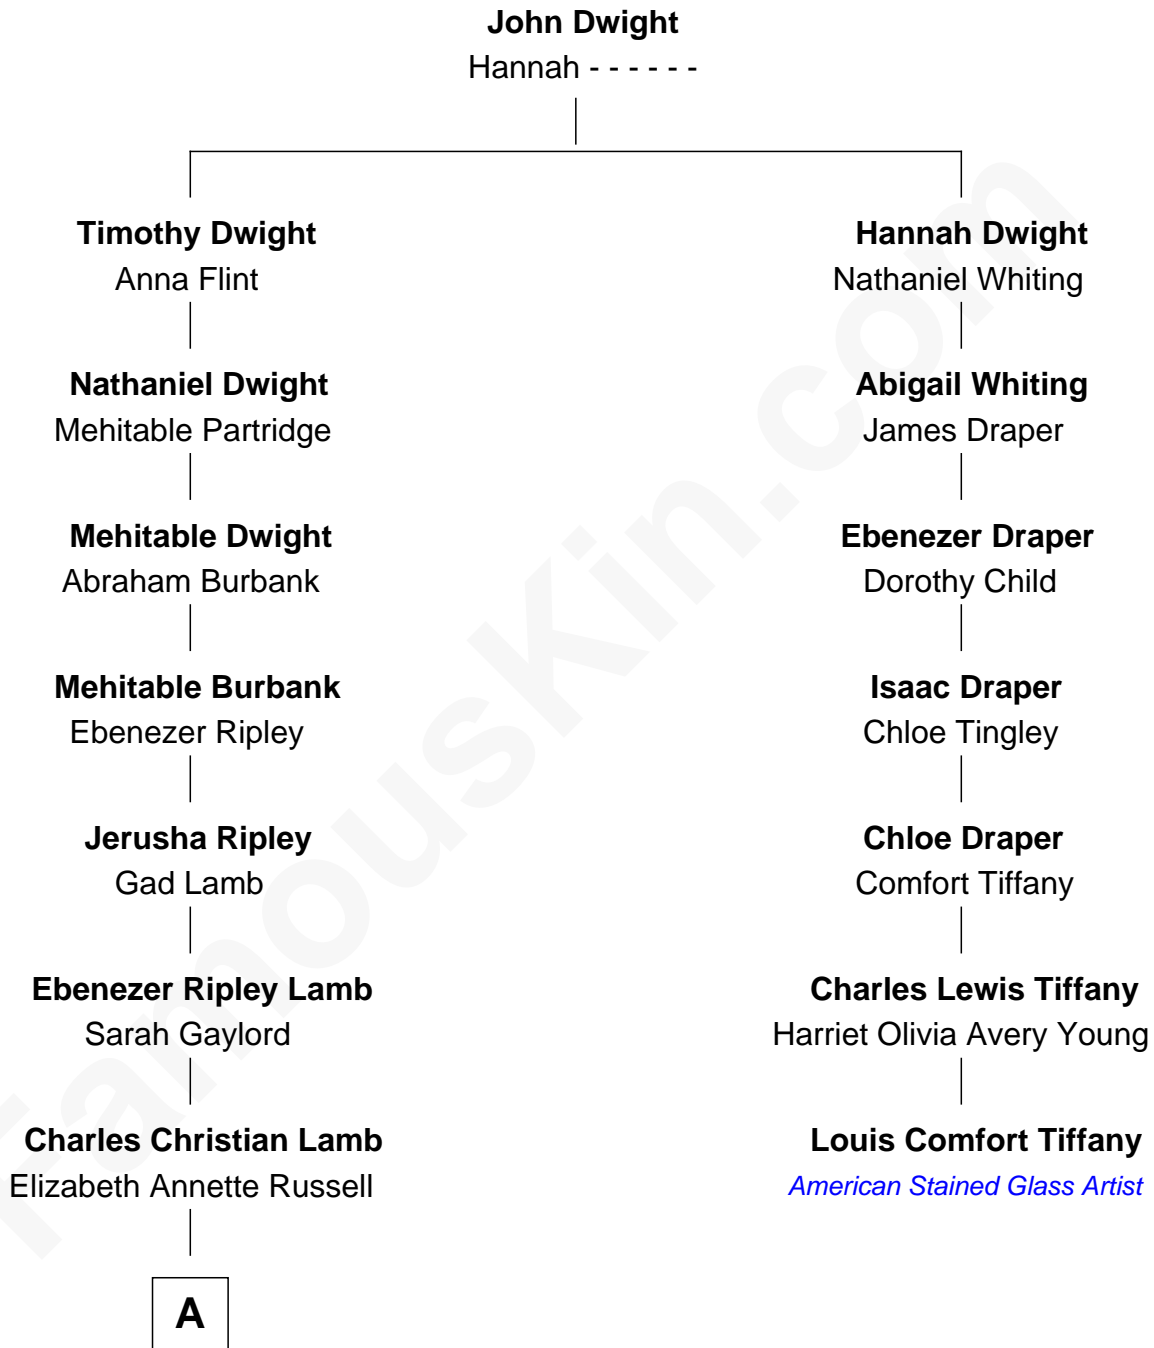 John Dwight
Hannah - - - - - -
Timothy Dwight
Anna Flint
Hannah Dwight
Nathaniel Whiting
Nathaniel Dwight
Mehitable Partridge
Abigail Whiting
James Draper
Mehitable Dwight
Abraham Burbank
Ebenezer Draper
Dorothy Child
Mehitable Burbank
Ebenezer Ripley
Isaac Draper
Chloe Tingley
Jerusha Ripley
Gad Lamb
Chloe Draper
Comfort Tiffany
Ebenezer Ripley Lamb
Sarah Gaylord
Charles Lewis Tiffany
Harriet Olivia Avery Young
Charles Christian Lamb
Elizabeth Annette Russell
Louis Comfort Tiffany
American Stained Glass Artist
A
FamousKin.com